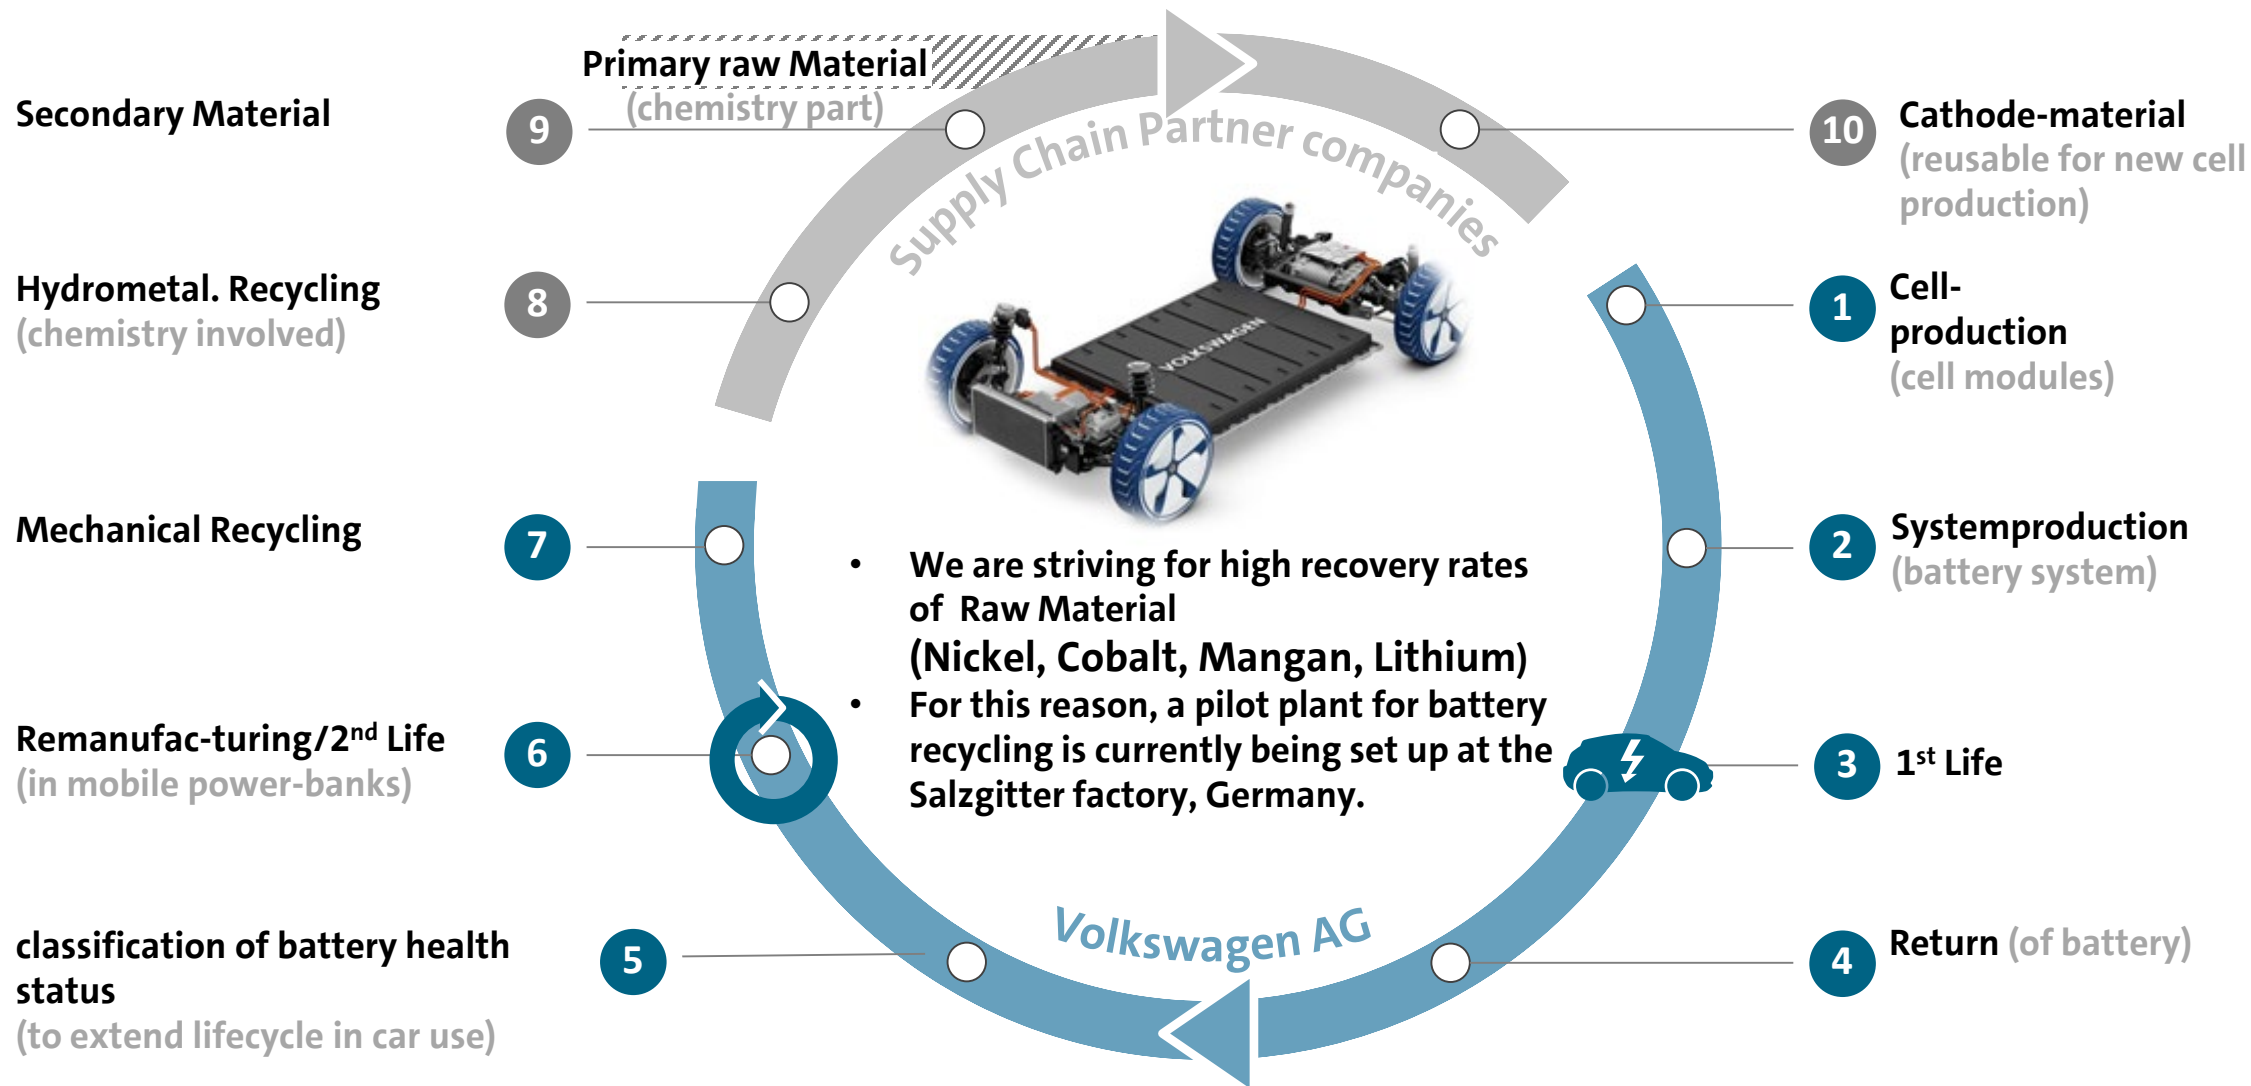 Primary raw Material
(chemistry part)
Secondary Material
9
Supply Chain Partner companies
10
Cathode-material
(reusable for new cell
production)
Hydrometal. Recycling
(chemistry involved)
8
VOLKSWAGEN
1
Cell-
production
(cell modules)
Mechanical Recycling
7
2
Systemproduction
(battery system)
• We are striving for high recovery rates
of Raw Material
(Nickel, Cobalt, Mangan, Lithium)
• For this reason, a pilot plant for battery
recycling is currently being set up at the
Salzgitter factory, Germany.
Remanufac-turing/2nd Life
(in mobile power-banks)
6
3
1st Life
classification of battery health
status
(to extend lifecycle in car use)
5
Volkswagen AG
4
Return (of battery)